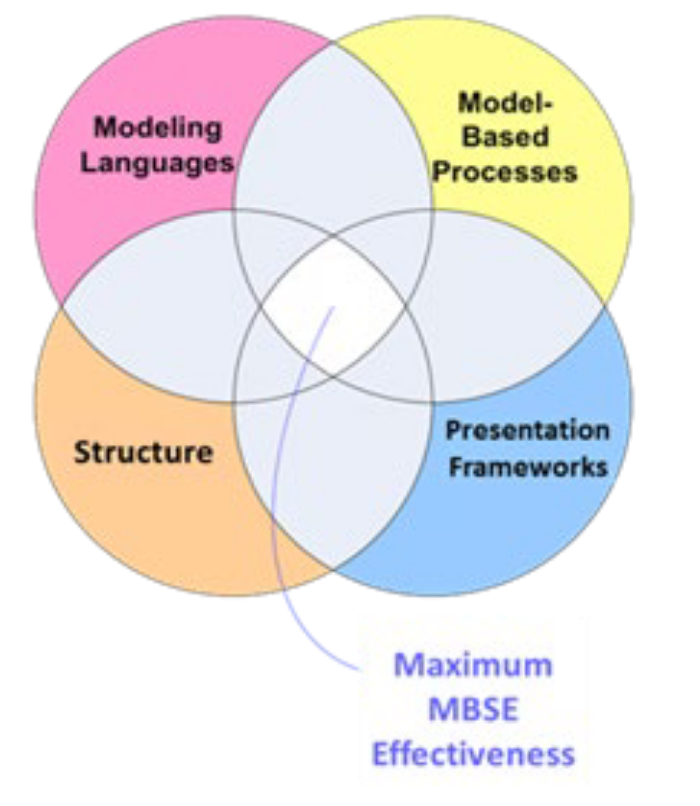 Modeling
Languages
Model-
Based
Processes
Structure
Presentation
Frameworks
Maximum
MBSE
Effectiveness